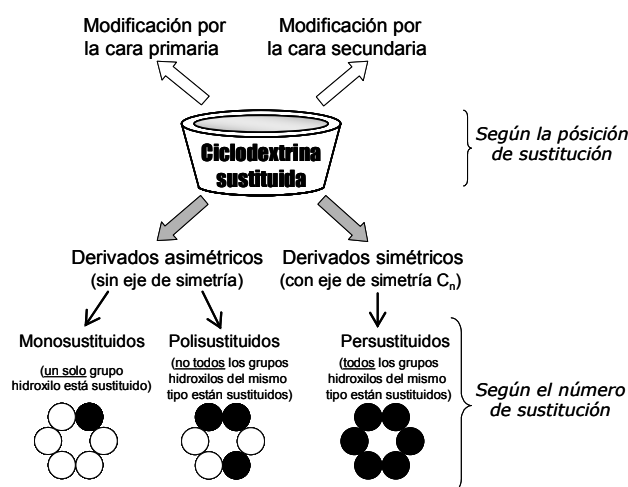 Modificación por
la cara primaria
Modificación por
la cara secundaria
Ciclodextrina
sustituida
Según la pósición
de sustitución
Derivados asimétricos
(sin eje de simetría)
Derivados simétricos
(con eje de simetría Cn)
Monosustituidos
(un solo grupo
hidroxilo está sustituido)
Polisustituidos
(no todos los grupos
hidroxilos del mismo
tipo están sustituidos)
Persustituidos
(todos los grupos
hidroxilos del mismo
tipo están sustituidos)
Según el número
de sustitución